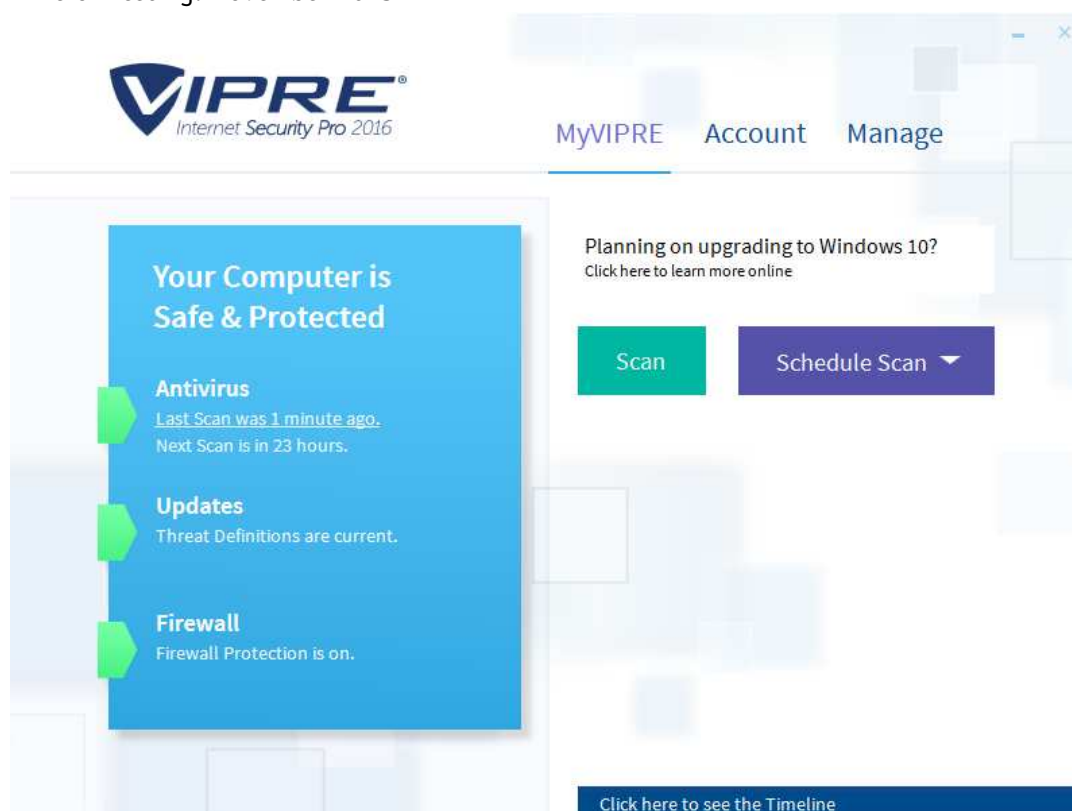 VIPRE®
Internet Security Pro 2016
MyVIPRE Account Manage
Your Computer is
Safe & Protected
Antivirus
Last Scan was 1 minute ago.
Next Scan is in 23 hours.
Updates
Threat Definitions are current.
Firewall
Firewall Protection is on.
Planning on upgrading to Windows 10?
Click here to learn more online
Scan
Schedule Scan
Click here to see the Timeline